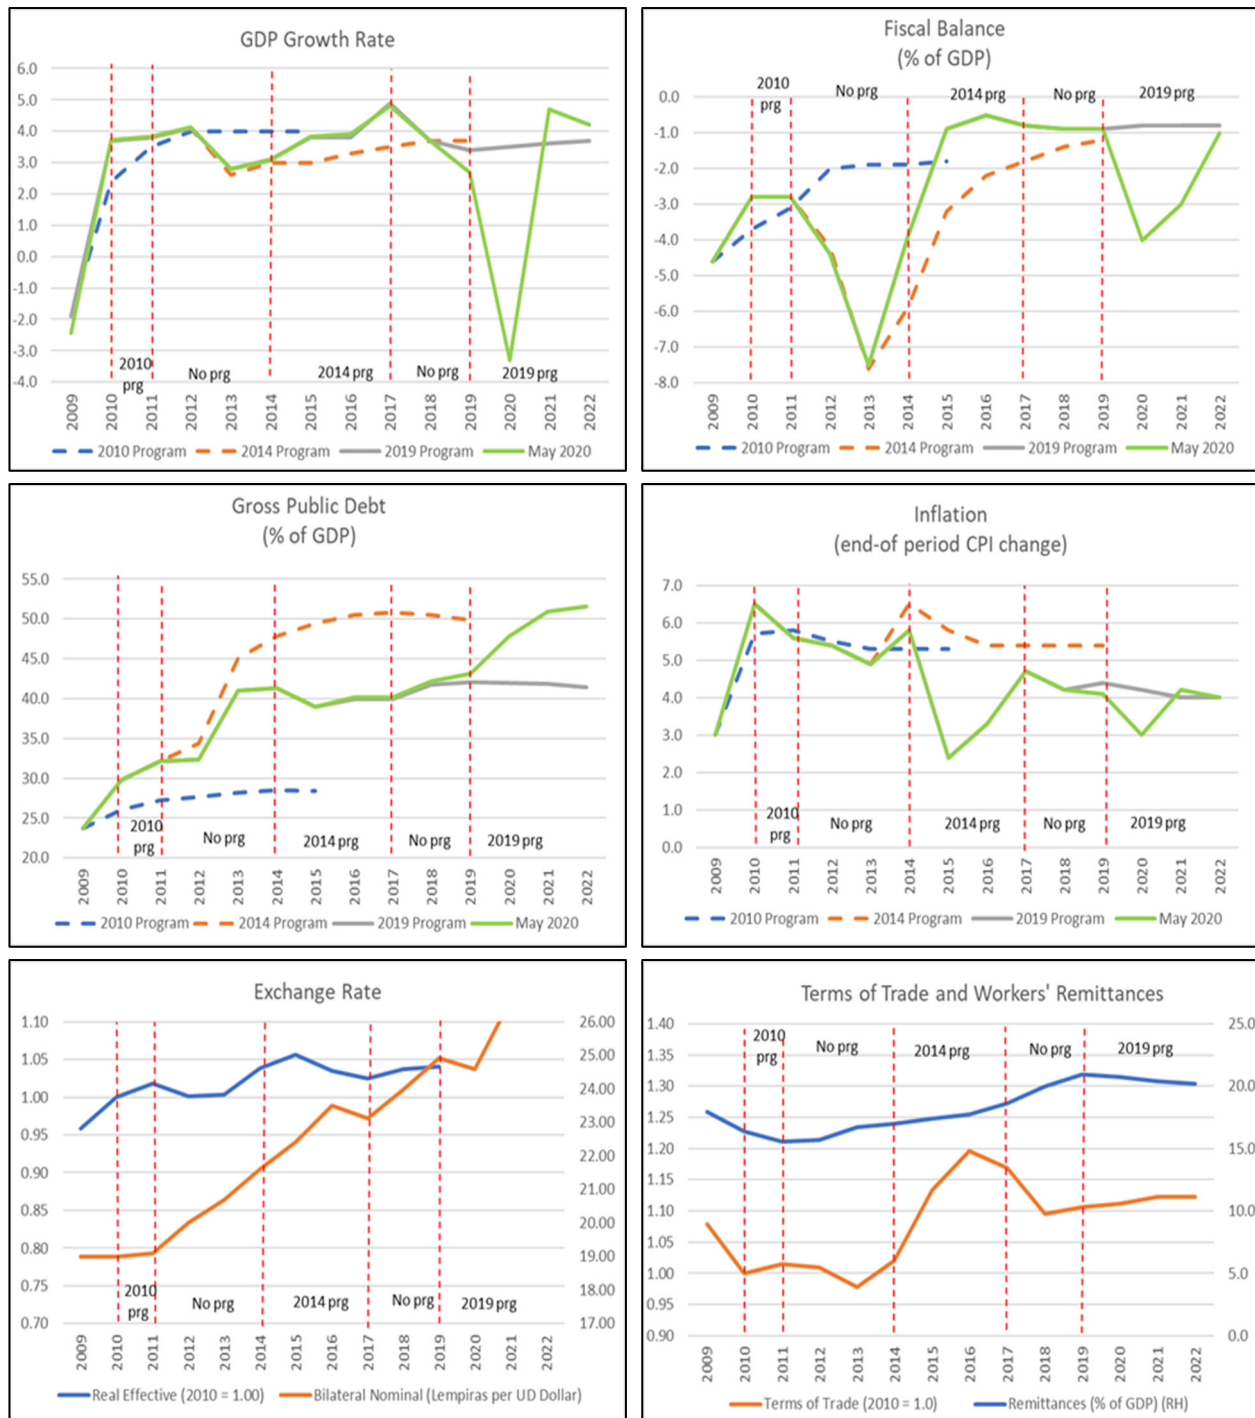 GDP Growth Rate
6.0
5.0
4.0
3.0
2.0
1.0
0.0
-1.0
-2.0
-3.0
-4.0
2010
prg
No prg
2014 prg
No prg
2019 prg
2009 2010 2011 2012 2013 2014 2015 2016 2017 2018 2019 2020 2021 2022
2010 Program 2014 Program 2019 Program May 2020
Fiscal Balance
(% of GDP)
0.0
-1.0
-2.0
-3.0
-4.0
-5.0
-6.0
-7.0
-8.0
2010
prg
No prg
2014 prg
No prg
2019 prg
2009 2010 2011 2012 2013 2014 2015 2016 2017 2018 2019 2020 2021 2022
2010 Program 2014 Program 2019 Program May 2020
Gross Public Debt
(% of GDP)
55.0
50.0
45.0
40.0
35.0
30.0
25.0
20.0
2010
prg
No prg
2014 prg
No prg
2019 prg
2009 2010 2011 2012 2013 2014 2015 2016 2017 2018 2019 2020 2021 2022
2010 Program 2014 Program 2019 Program May 2020
Inflation
(end-of period CPI change)
7.0
6.0
5.0
4.0
3.0
2.0
1.0
0.0
2010
prg
No prg
2014 prg
No prg
2019 prg
2009 2010 2011 2012 2013 2014 2015 2016 2017 2018 2019 2020 2021 2022
2010 Program 2014 Program 2019 Program May 2020
Exchange Rate
1.10
1.05
1.00
0.95
0.90
0.85
0.80
0.75
0.70
26.00
25.00
24.00
23.00
22.00
21.00
20.00
19.00
18.00
17.00
2010
prg
No prg
2014 prg
No prg
2019 prg
2009 2010 2011 2012 2013 2014 2015 2016 2017 2018 2019 2020 2021 2022
Real Effective (2010 = 1.00) Bilateral Nominal (Lempiras per UD Dollar)
Terms of Trade and Workers' Remittances
1.40
1.35
1.30
1.25
1.20
1.15
1.10
1.05
1.00
0.95
0.90
25.0
20.0
15.0
10.0
5.0
0.0
2010
prg
No prg
2014 prg
No prg
2019 prg
2009 2010 2011 2012 2013 2014 2015 2016 2017 2018 2019 2020 2021 2022
Terms of Trade (2010 = 1.0) Remittances (% of GDP) (RH)